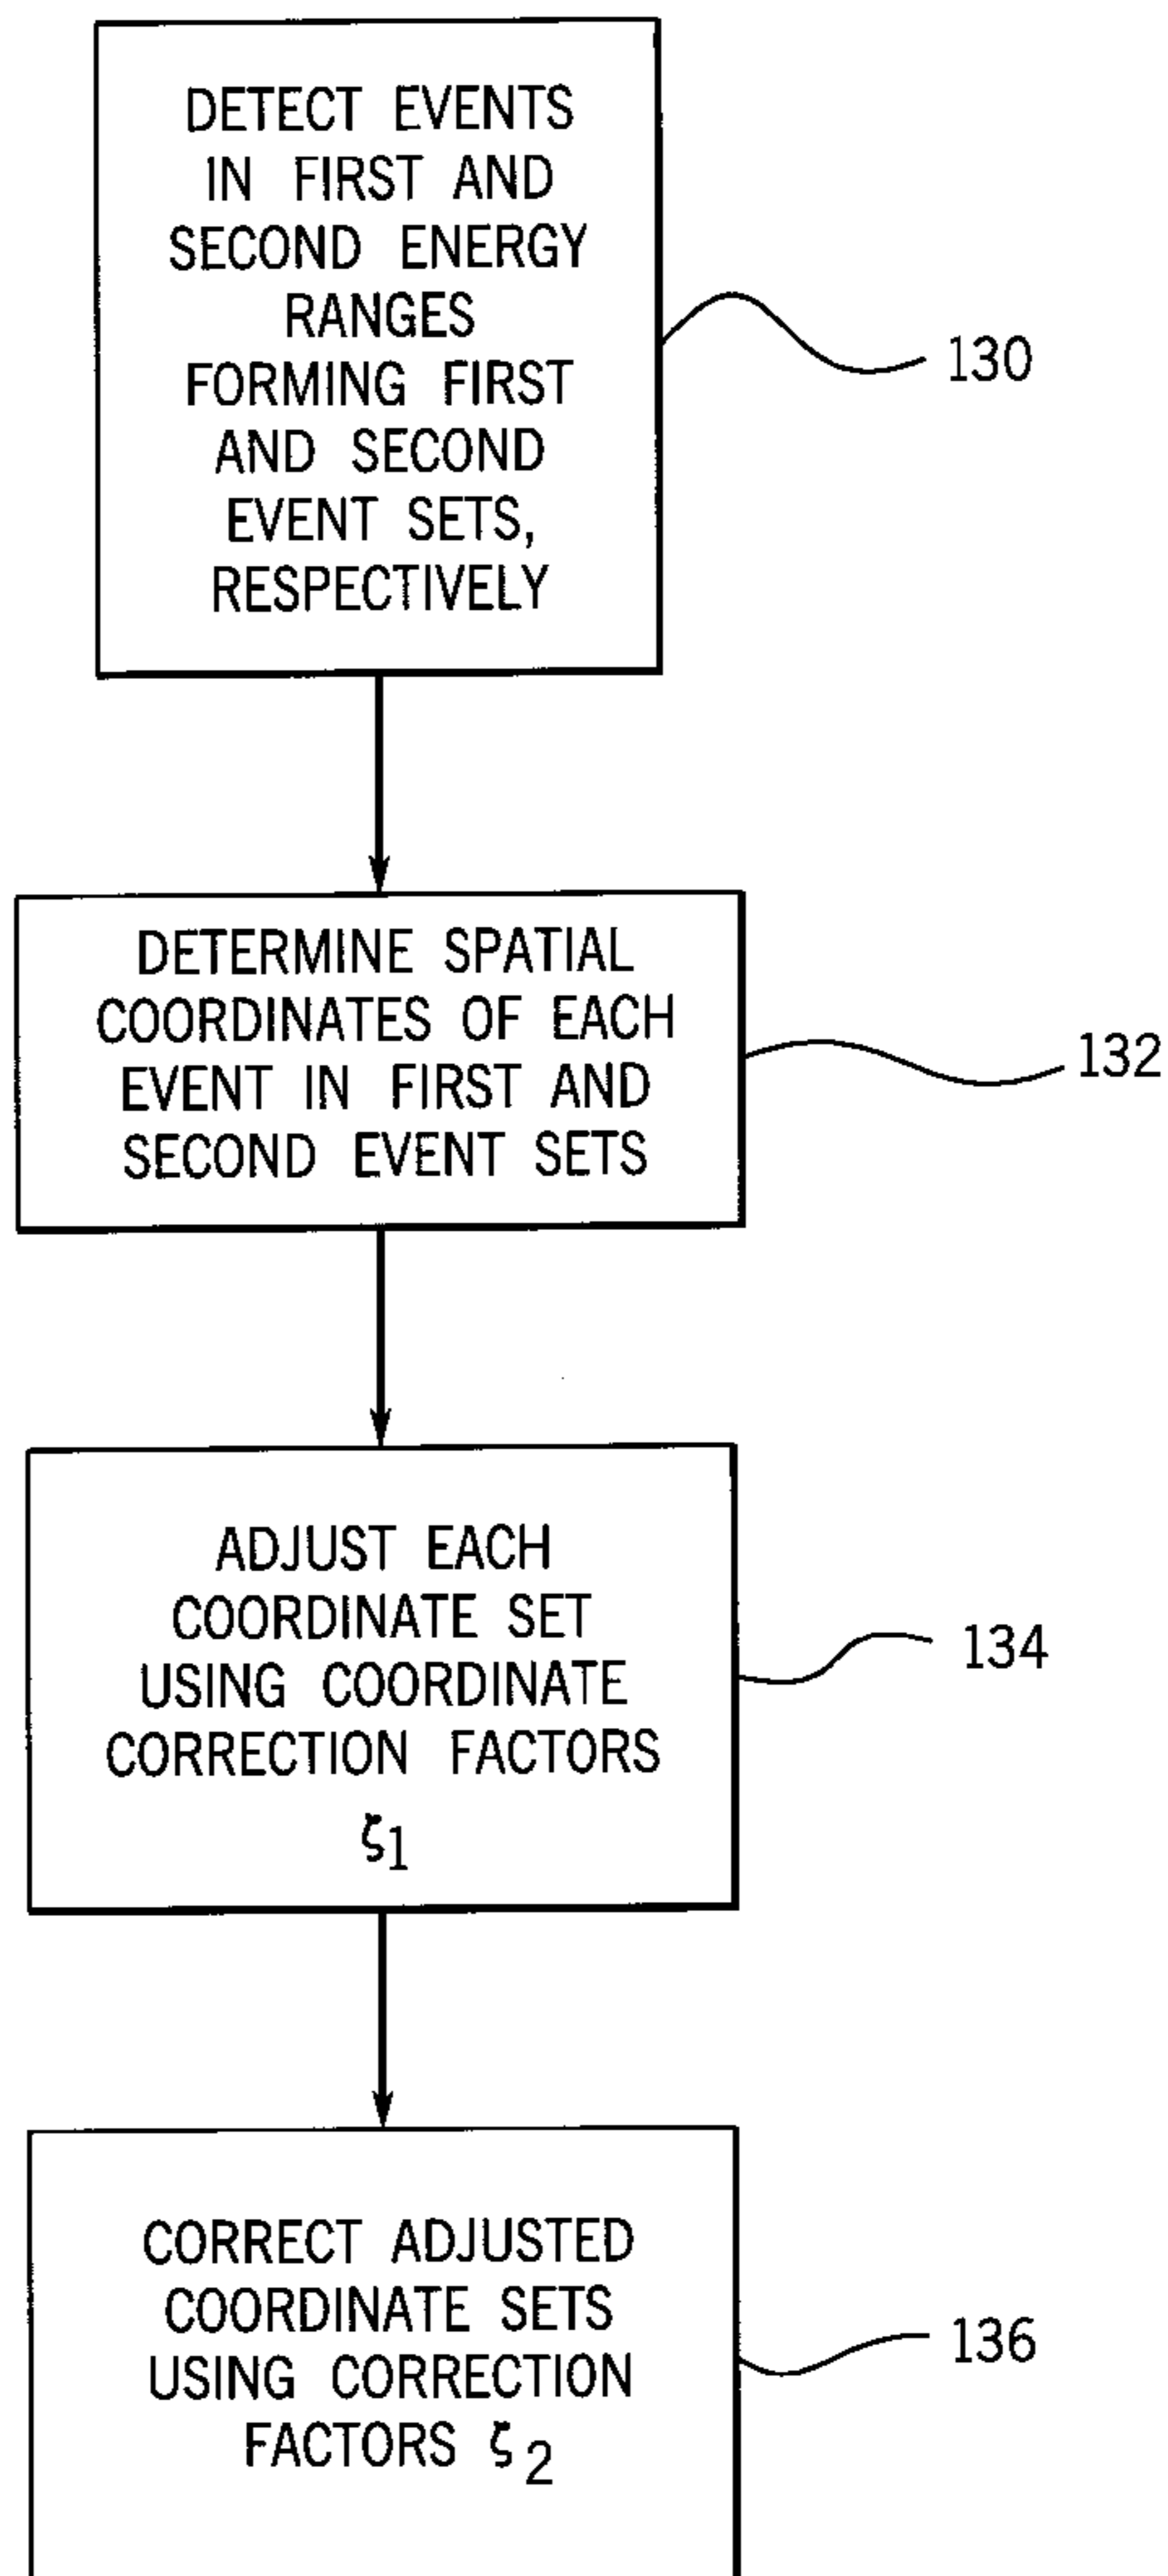 DETECT EVENTS
IN FIRST AND
SECOND ENERGY
RANGES
FORMING FIRST
AND SECOND
EVENT SETS,
RESPECTIVELY
130
DETERMINE SPATIAL
COORDINATES OF EACH
EVENT IN FIRST AND
SECOND EVENT SETS
132
ADJUST EACH
COORDINATE SET
USING COORDINATE
CORRECTION FACTORS
ζ1
134
CORRECT ADJUSTED
COORDINATE SETS
USING CORRECTION
FACTORS ζ2
136